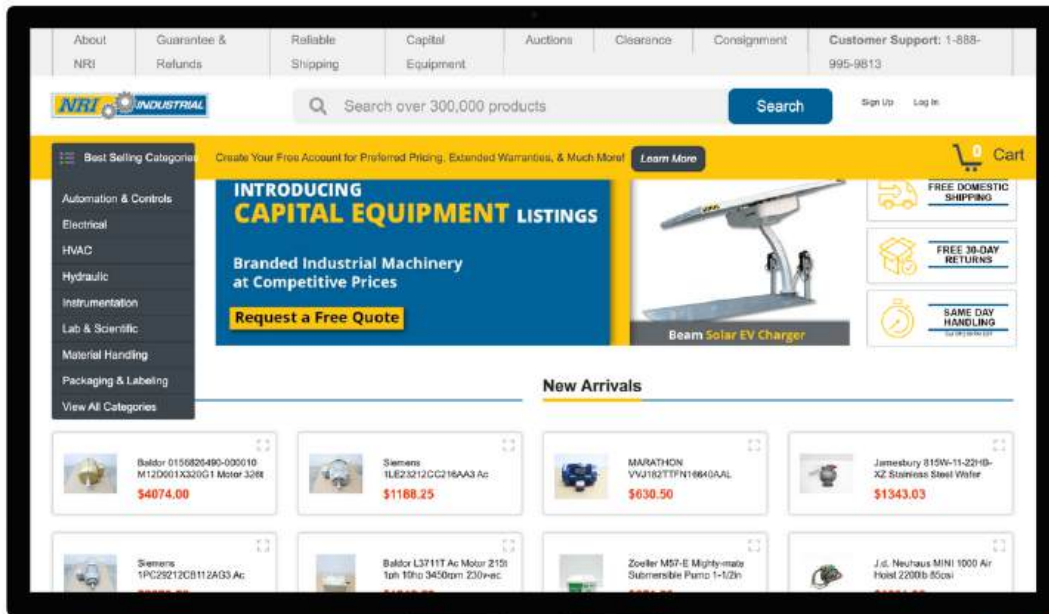 About NRI
Guarantee & Refunds
Reliable Shipping
Capital Equipment
Auctions
Clearance
Consignment
Customer Support: 1-888-995-9813
NRI INDUSTRIAL
Search over 300,000 products
Search
Sign Up
Log In
Best Selling Categories
Create Your Free Account for Preferred Pricing, Extended Warranties, & Much More!
Learn More
0
Cart
Automation & Controls
Electrical
HVAC
Hydraulic
Instrumentation
Lab & Scientific
Material Handling
Packaging & Labeling
View All Categories
INTRODUCING
CAPITAL EQUIPMENT LISTINGS
Branded Industrial Machinery
at Competitive Prices
Request a Free Quote
Beam Solar EV Charger
FREE DOMESTIC
SHIPPING
FREE 30-DAY
RETURNS
SAME DAY
HANDLING
New Arrivals
Baldor 0156826490-000010
M12D001X320G1 Motor 326t
$4074.00
Siemens
1LE23212CC216AA3 Ac
$1188.25
MARATHON
VVJ182TTFN16640AAL
$630.50
Jamesbury 815W-11-22HB-
XZ Stainless Steel Wafer
$1343.03
Siemens
1PC29212CB112AG3 Ac
Baldor L3711T Ac Motor 215t
1ph 10hp 3450rpm 230v-ac
Zoeller M57-E Mighty-mate
Submersible Pump 1-1/2in
J.d. Neuhaus MINI 1000 Air
Hoist 2200lb 85psi